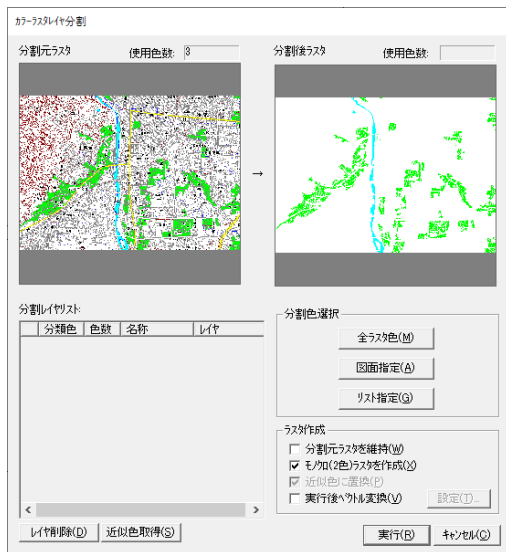 カラーラスタレイヤ分割
分割元ラスタ 使用色数: 3
分割後ラスタ 使用色数:
→
分割レイヤリスト:
分類色 色数 名称 レイヤ
レイヤ削除(D) 近似色取得(S)
分割色選択
全ラスタ色(M)
図面指定(A)
リスト指定(G)
ラスタ作成
分割元ラスタを維持(W)
モノクロ(2色)ラスタを作成(X)
近似色に置換(P)
実行後ベクトル変換(V) 設定(T)...
実行(R) キャンセル(C)